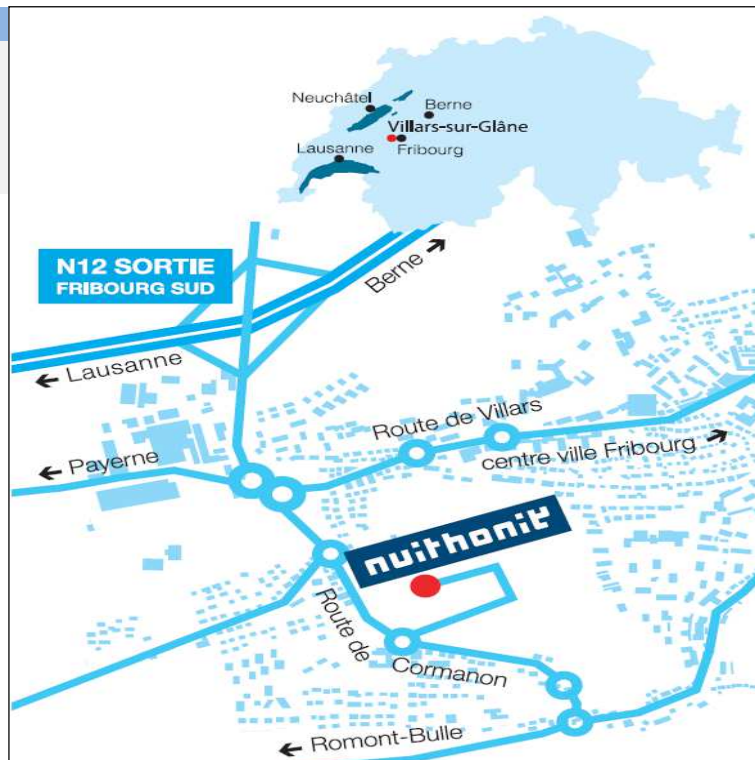 Neuchâtel
Berne
Villars-sur-Glâne
Lausanne
Fribourg
N12 SORTIE
FRIBOURG SUD
Berne →
← Lausanne
Route de Villars
← Payerne
centre ville Fribourg →
nuithonie
Route de
Cormanon
← Romont-Bulle